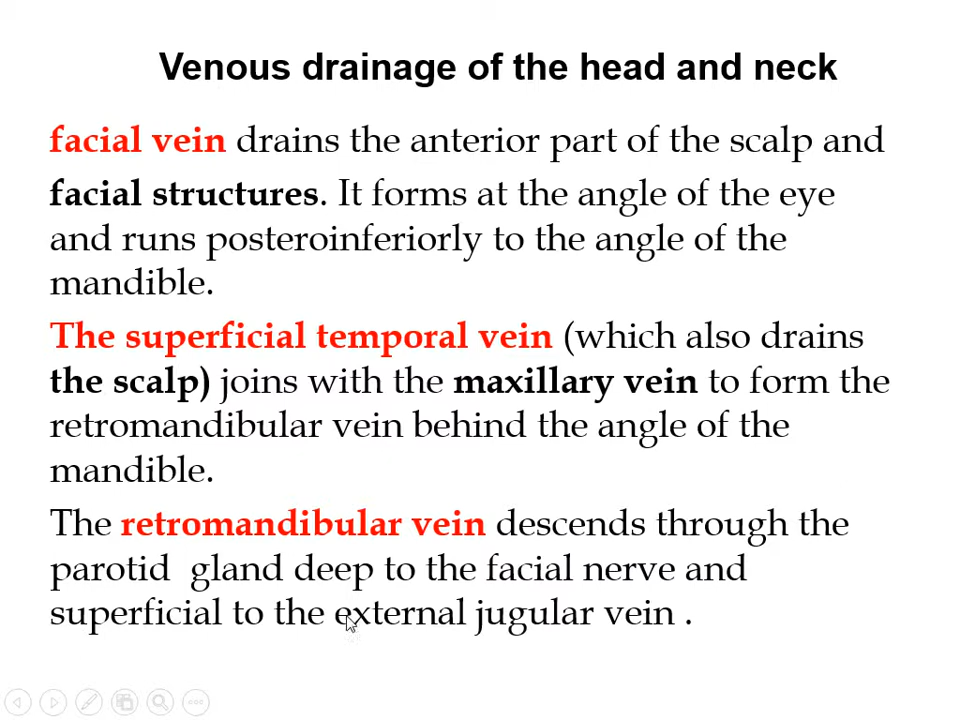 Venous drainage of the head and neck
facial vein drains the anterior part of the scalp and
facial structures. It forms at the angle of the eye
and runs posteroinferiorly to the angle of the
mandible.
The superficial temporal vein (which also drains
the scalp) joins with the maxillary vein to form the
retromandibular vein behind the angle of the
mandible.
The retromandibular vein descends through the
parotid  gland deep to the facial nerve and
superficial to the external jugular vein .